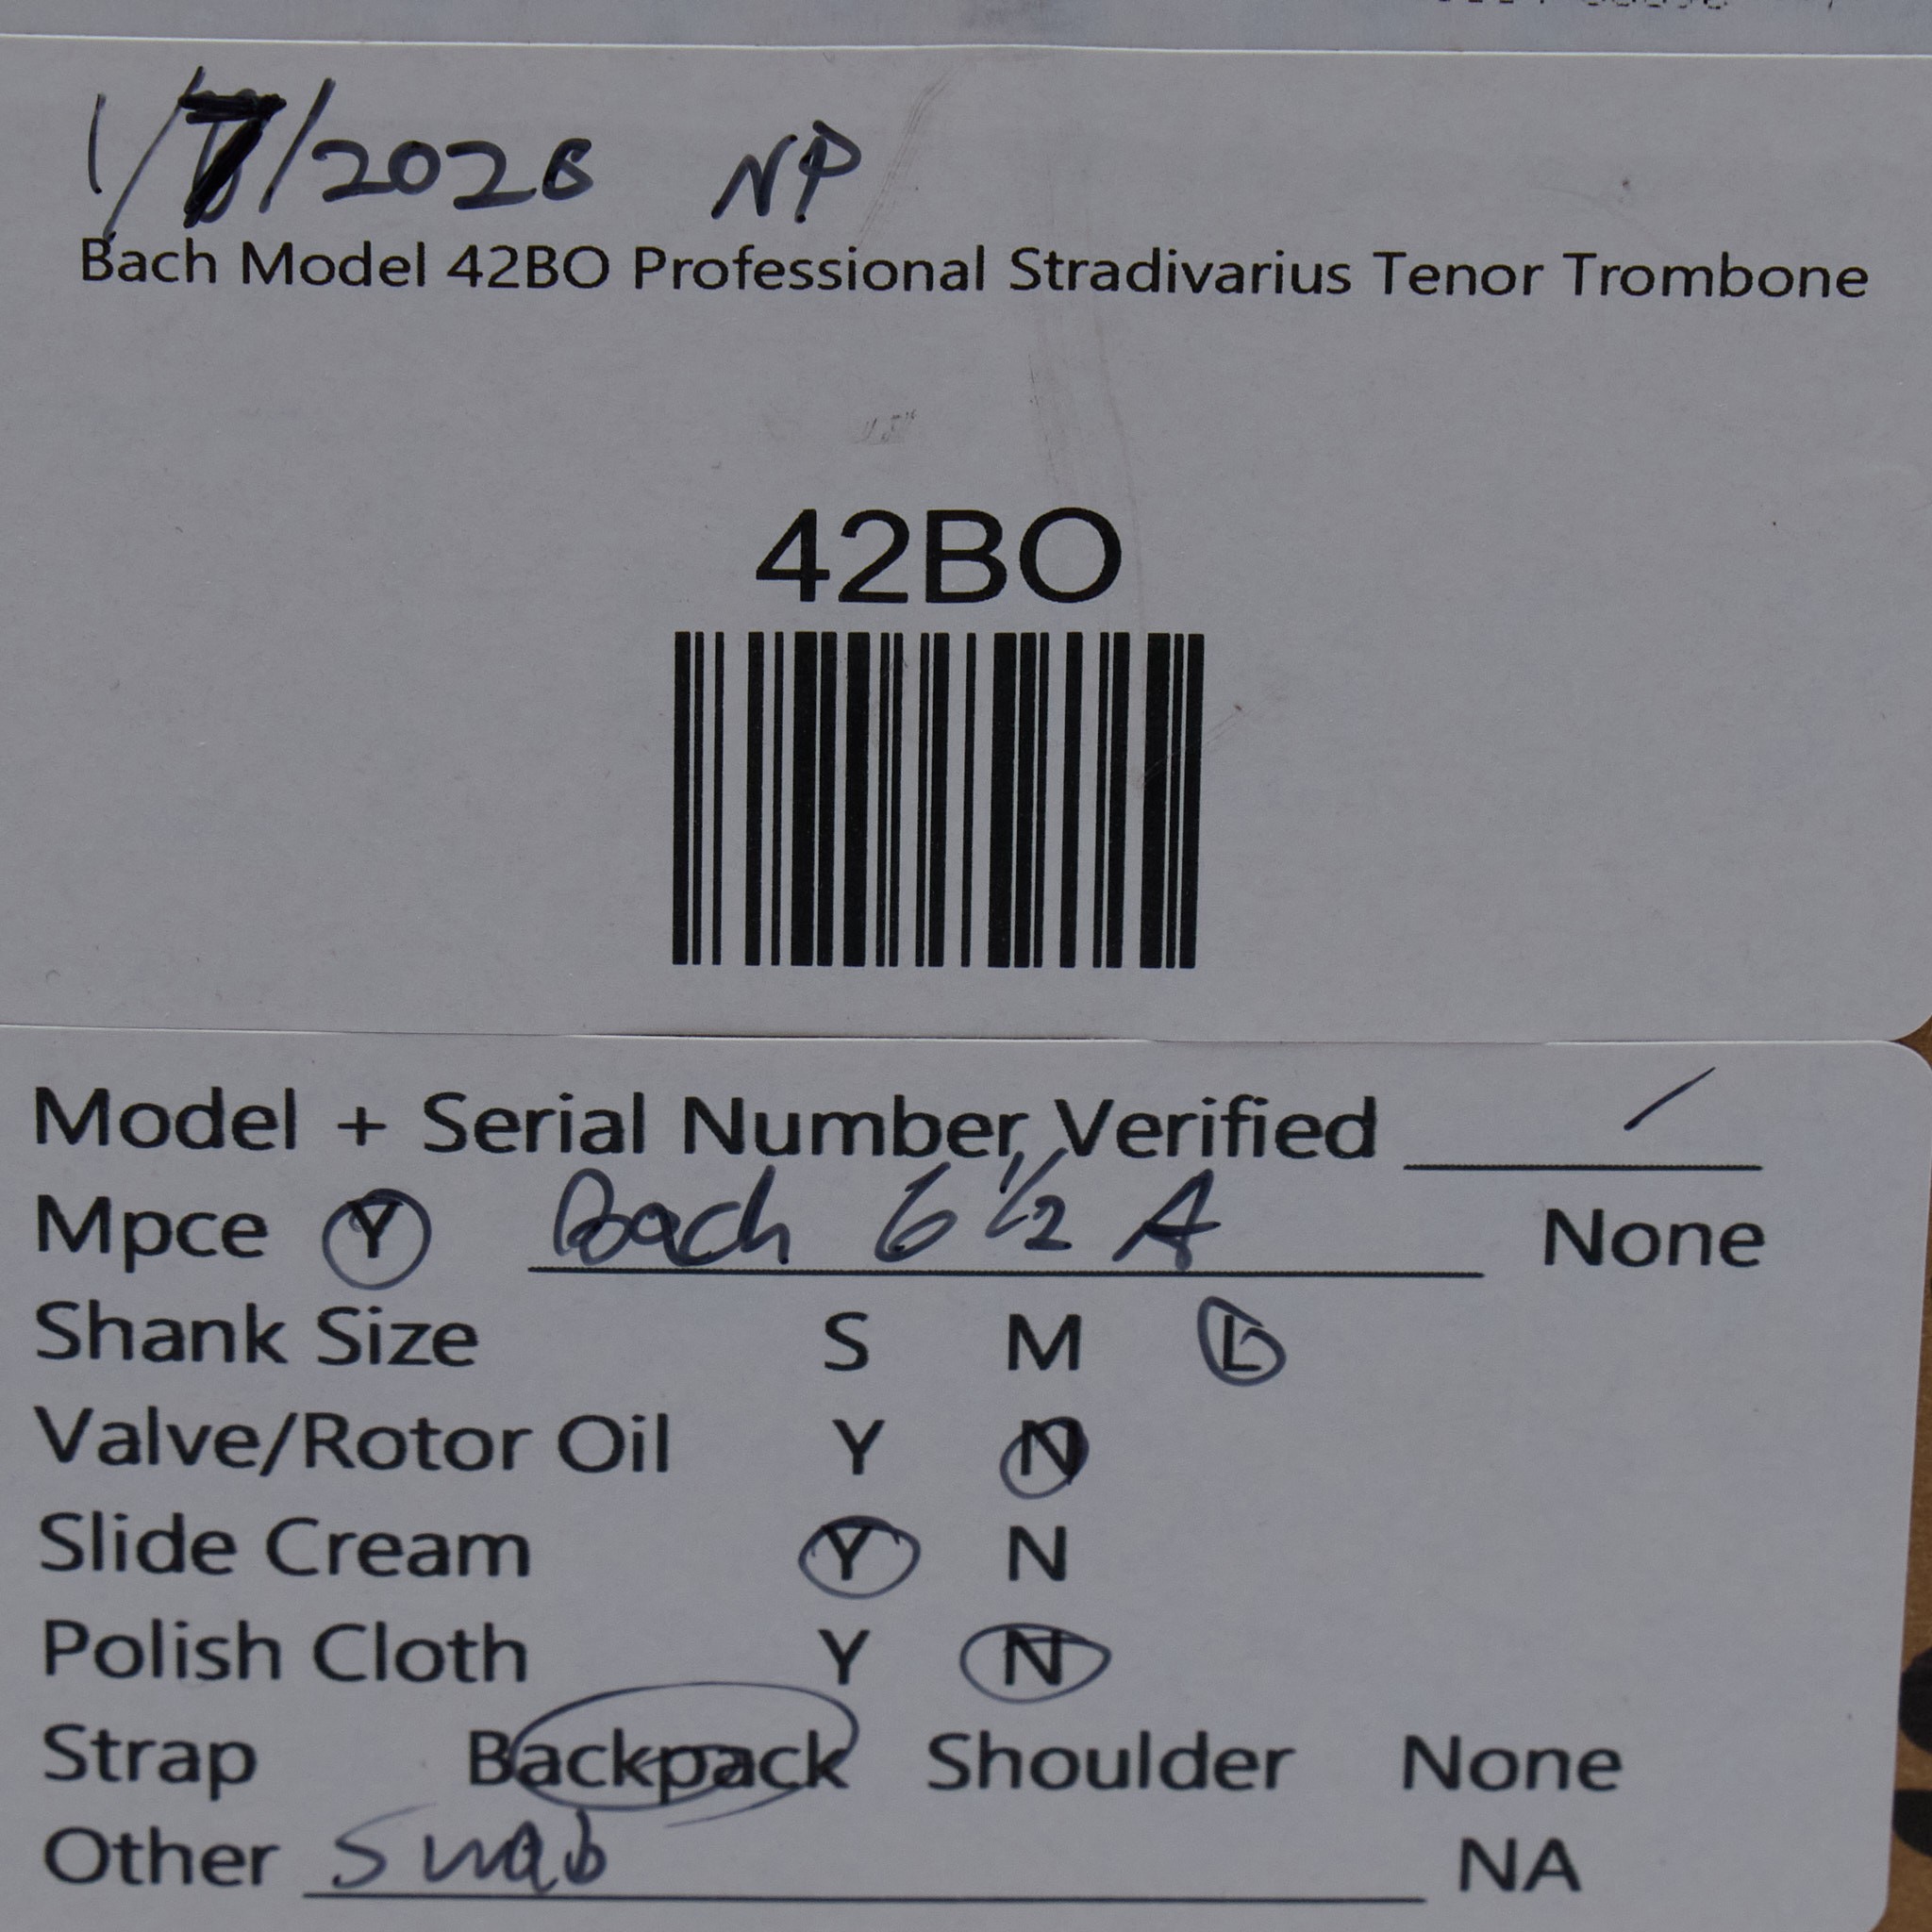 1/7/2026 NP
Bach Model 42BO Professional Stradivarius Tenor Trombone
42BO
Model + Serial Number Verified /
Mpce Y Bach 6 1/2 A None
Shank Size S M L
Valve/Rotor Oil Y N
Slide Cream Y N
Polish Cloth Y N
Strap Backpack Shoulder None
Other Swab NA